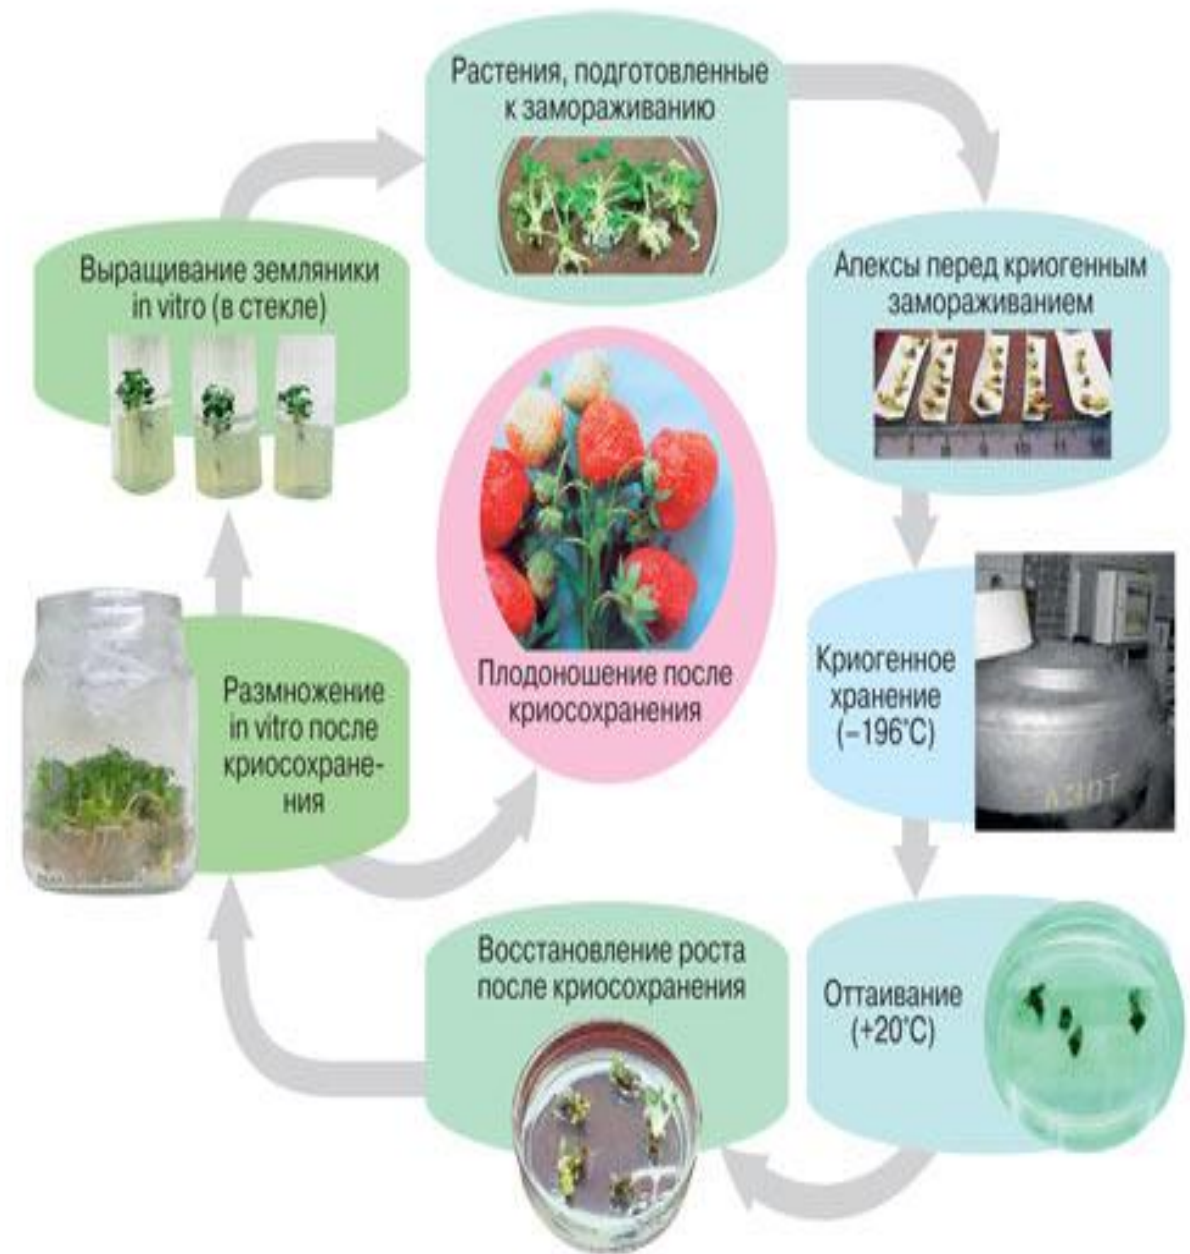 Растения, подготовленные
к замораживанию
Выращивание земляники
in vitro (в стекле)
Апексы перед криогенным
замораживанием
Плодоношение после
криосохранения
Криогенное
хранение
(–196°C)
АЗОТ
Размножение
in vitro после
криосохране-
ния
Восстановление роста
после криосохранения
Оттаивание
(+20°C)